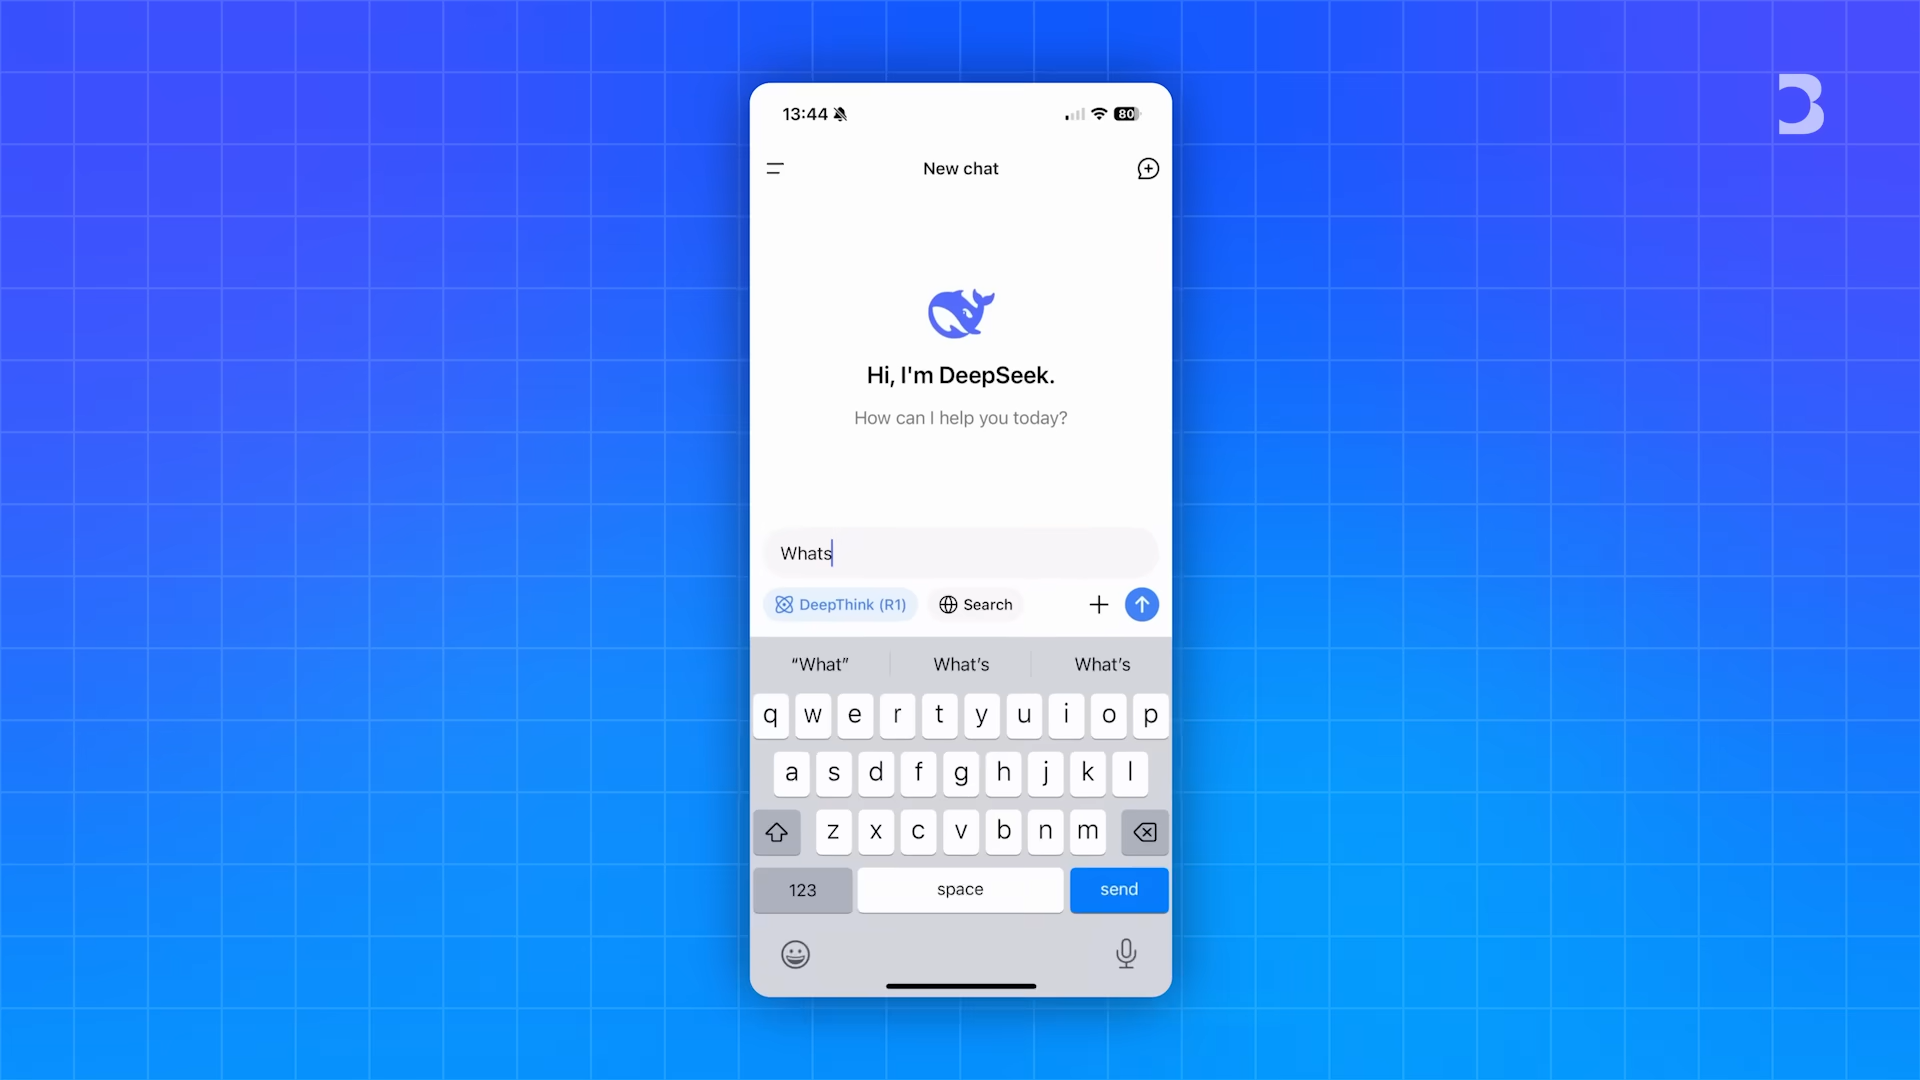 13:44
80
New chat
Hi, I'm DeepSeek.
How can I help you today?
Whats
DeepThink (R1) Search
“What” What’s What’s
q w e r t y u i o p
a s d f g h j k l
z x c v b n m
123 space send
3